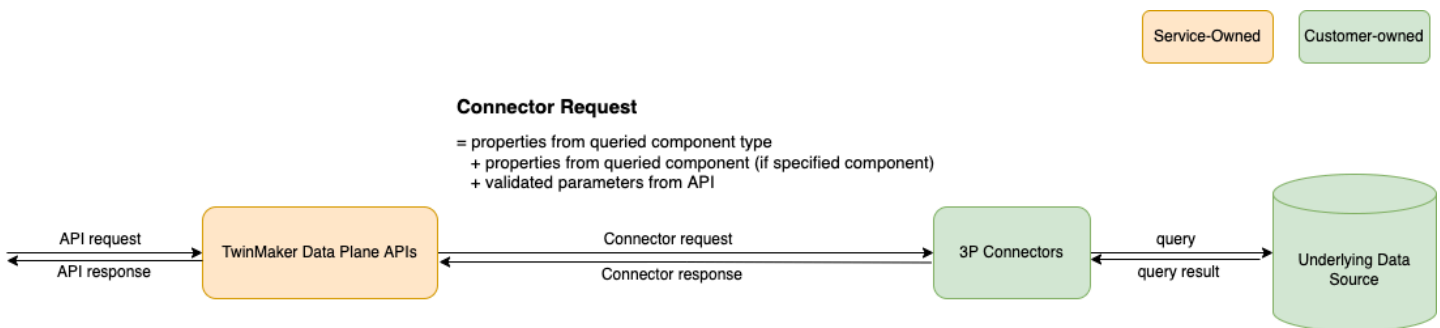 Service-Owned
Customer-owned
Connector Request
= properties from queried component type
+ properties from queried component (if specified component)
+ validated parameters from API
API request
API response
TwinMaker Data Plane APIs
Connector request
Connector response
3P Connectors
query
query result
Underlying Data
Source